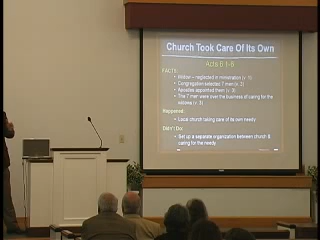 Church Took Care Of Its Own
Acts 6:1-6
FACTS:
• Widows – neglected in ministration (v. 1)
• Congregation selected 7 men (v. 3)
• Apostles appointed them (v. 3)
• The 7 men were over the business of caring for the
widows (v. 3)
Happened:
• Local church taking care of its own needy
Didn't Do:
• Set up a separate organization between church &
caring for the needy